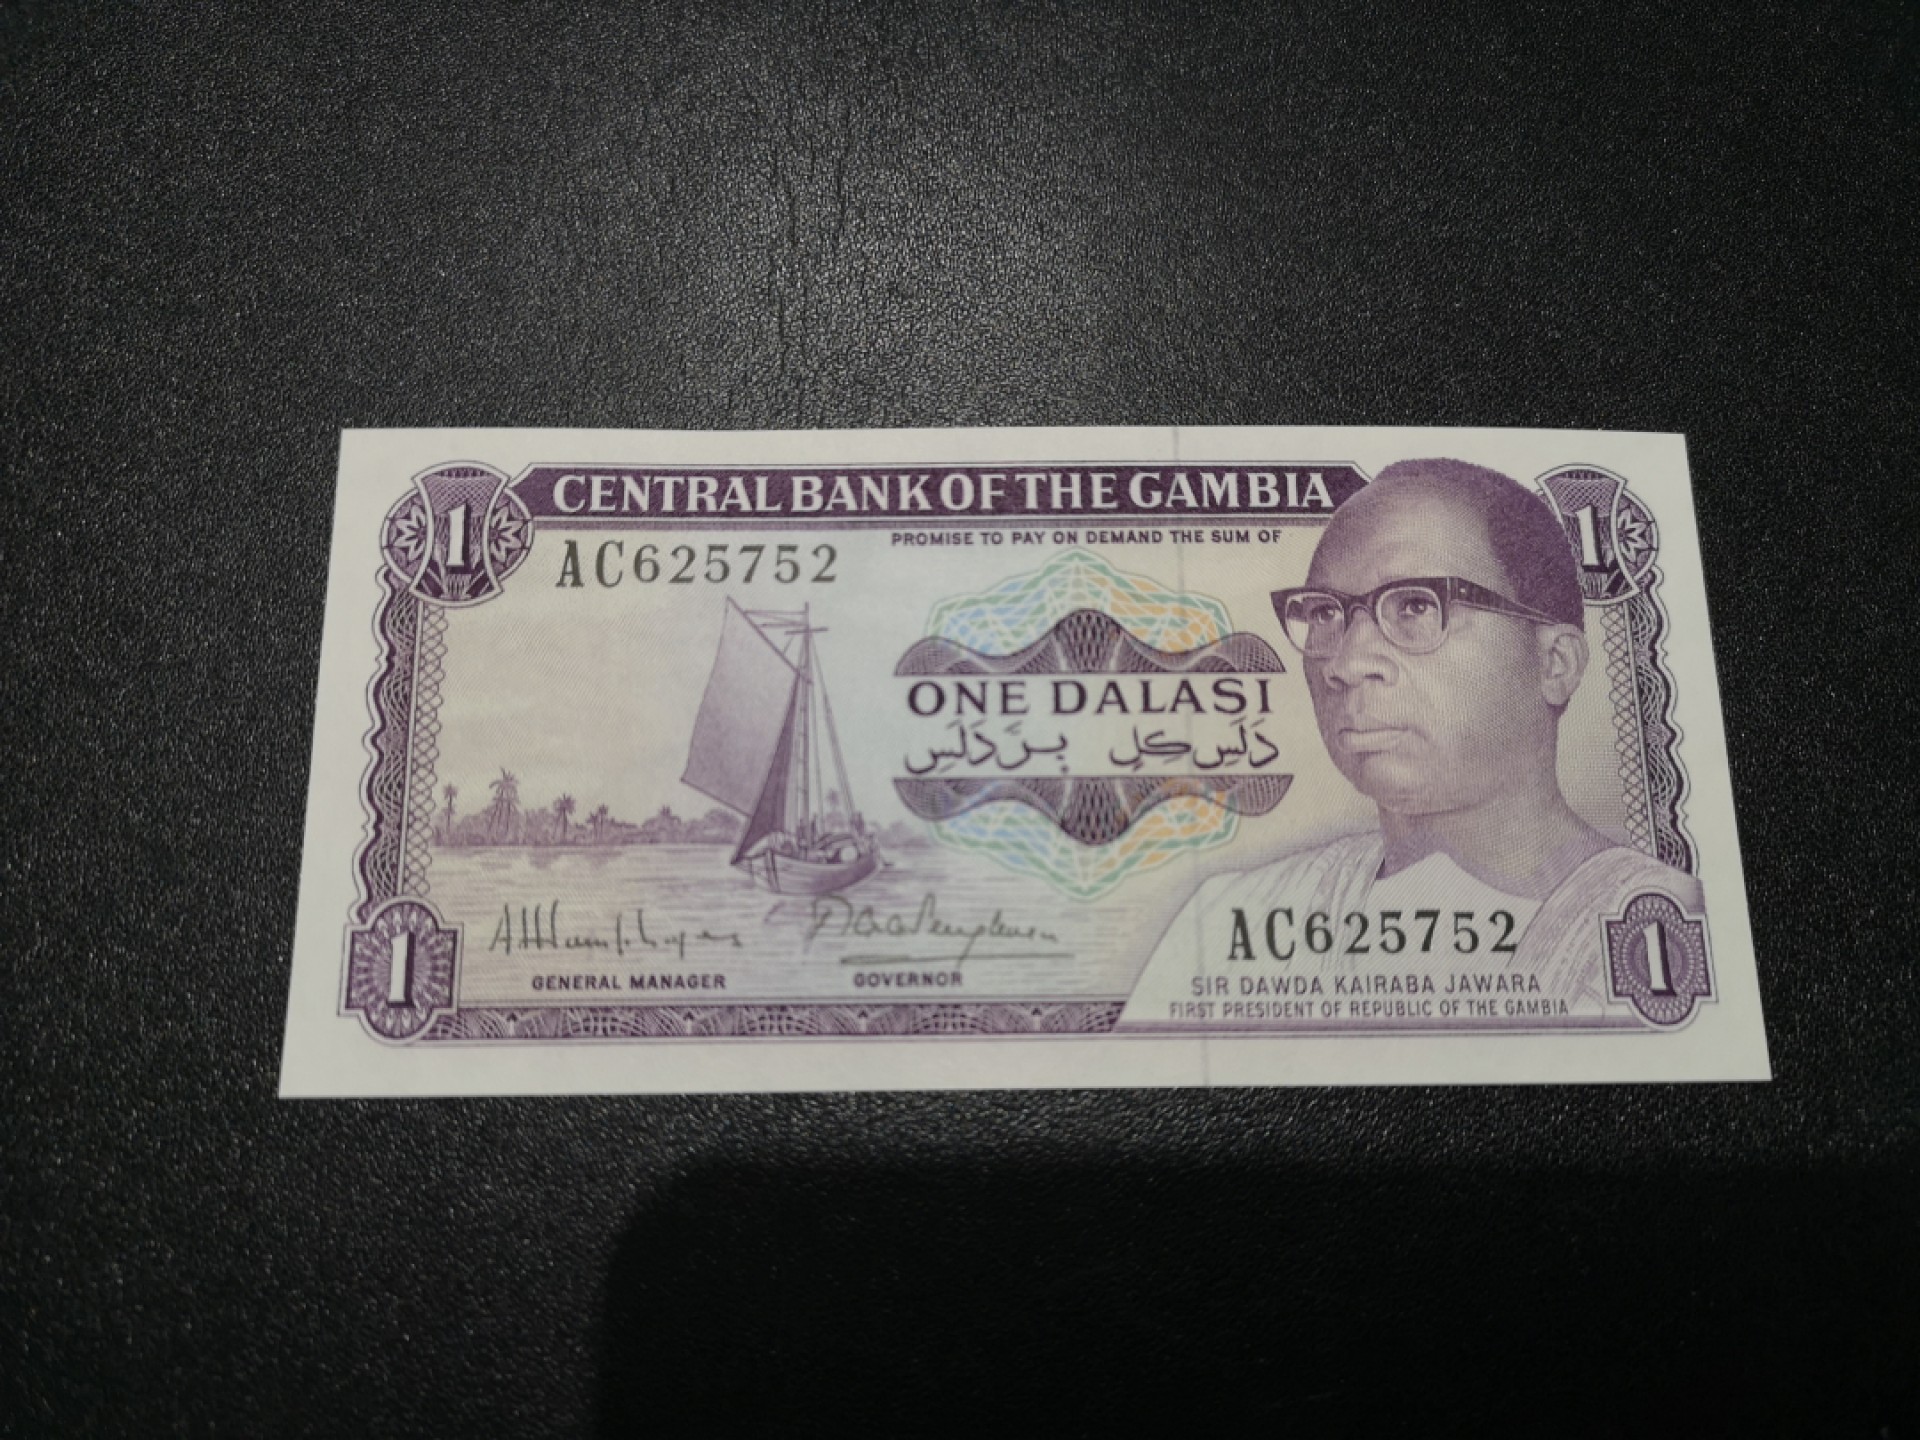 CENTRAL BANK OF THE GAMBIA
1
1
PROMISE TO PAY ON DEMAND THE SUM OF
AC625752
ONE DALASI
دَلَسِ كِلِ بِرَّ دَلَسِ
AC625752
GENERAL MANAGER
GOVERNOR
SIR DAWDA KAIRABA JAWARA
FIRST PRESIDENT OF REPUBLIC OF THE GAMBIA
1
1